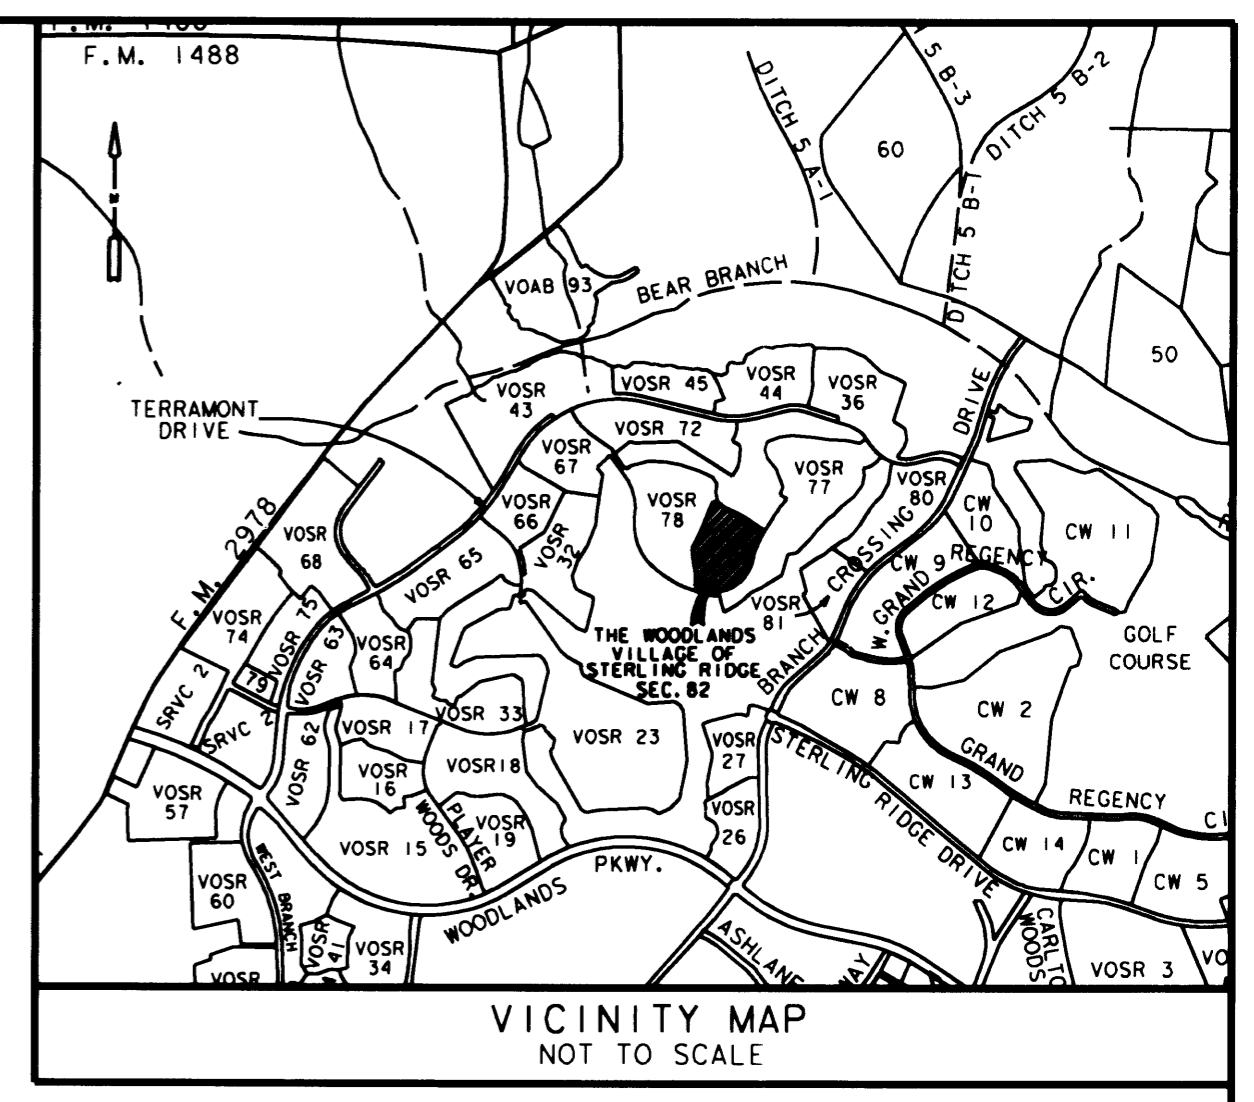 F.M. 1488
DITCH 5 A-1
5 B-3
DITCH 5 B-2
60
DITCH 5 B-1
VOAB 93
BEAR BRANCH
50
TERRAMONT
DRIVE
VOSR
43
VOSR 45
VOSR
44
VOSR
36
DRIVE
VOSR 72
VOSR
67
VOSR
77
VOSR
80
VOSR
66
VOSR
78
CW
10
CW 11
F.M. 2978
VOSR
68
VOSR
32
VOSR 65
CROSSING
CW 9
REGENCY
CIR.
W. GRAND
CW 12
VOSR
74
VOSR 75
VOSR 63
VOSR
64
VOSR
81
THE WOODLANDS
VILLAGE OF
STERLING RIDGE
SEC. 82
BRANCH
GOLF
COURSE
79
SRVC 2
SRVC 2
VOSR 62
VOSR 17
VOSR 33
VOSR 23
VOSR
27
CW 8
CW 2
STERLING RIDGE DRIVE
GRAND
REGENCY
CI
VOSR
16
VOSR18
CW 13
VOSR
57
WOODS DR.
PLAYER
VOSR
19
VOSR
26
VOSR 15
PKWY.
WOODLANDS
CW 14
CW 1
CW 5
VOSR
60
WEST BRANCH
VOSR
41
VOSR
34
ASHLANE
WAY
CARLTO
WOODS
VOSR 3
VO
VOSR
VICINITY MAP
NOT TO SCALE